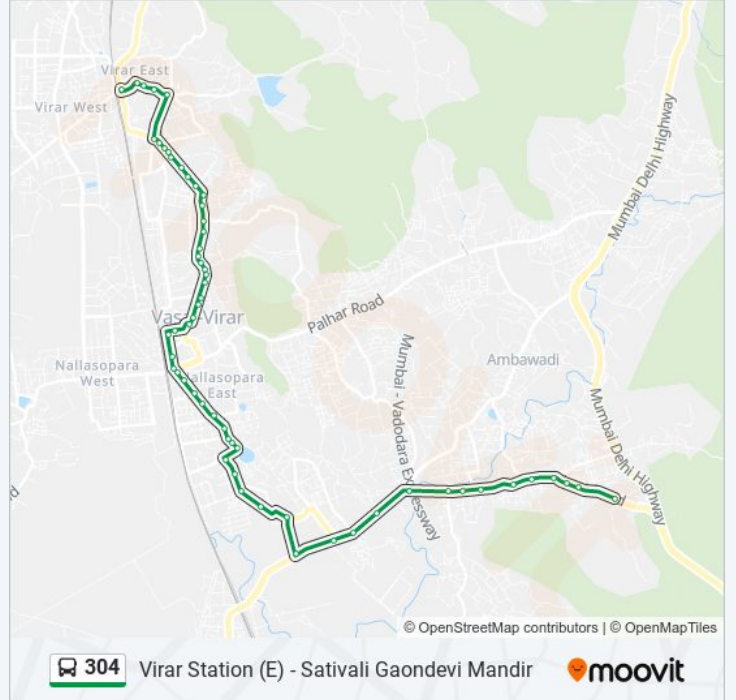 Virar East
Virar West
Mumbai Delhi Highway
Vasai-Virar
Palhar Road
Nallasopara
West
Nallasopara
East
Ambawadi
Mumbai - Vadodara Expressway
Mumbai Delhi Highway
d
© OpenStreetMap contributors | © OpenMapTiles
304 Virar Station (E) - Sativali Gaondevi Mandir
moovit